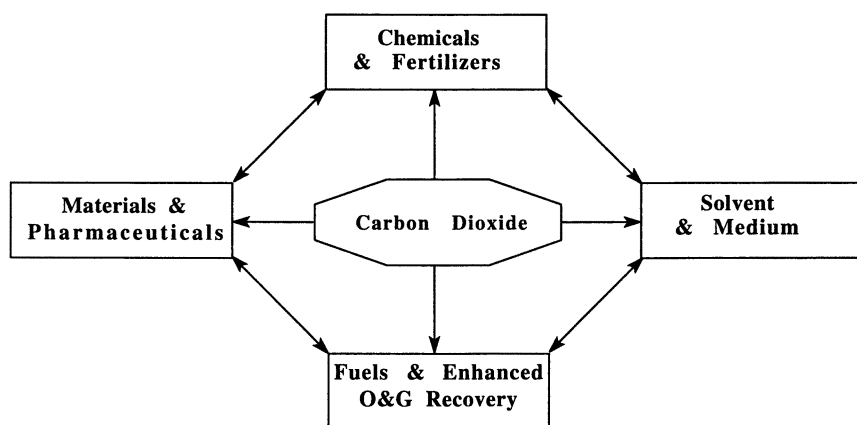 Chemicals
& Fertilizers
Materials &
Pharmaceuticals
Carbon Dioxide
Solvent
& Medium
Fuels & Enhanced
O&G Recovery